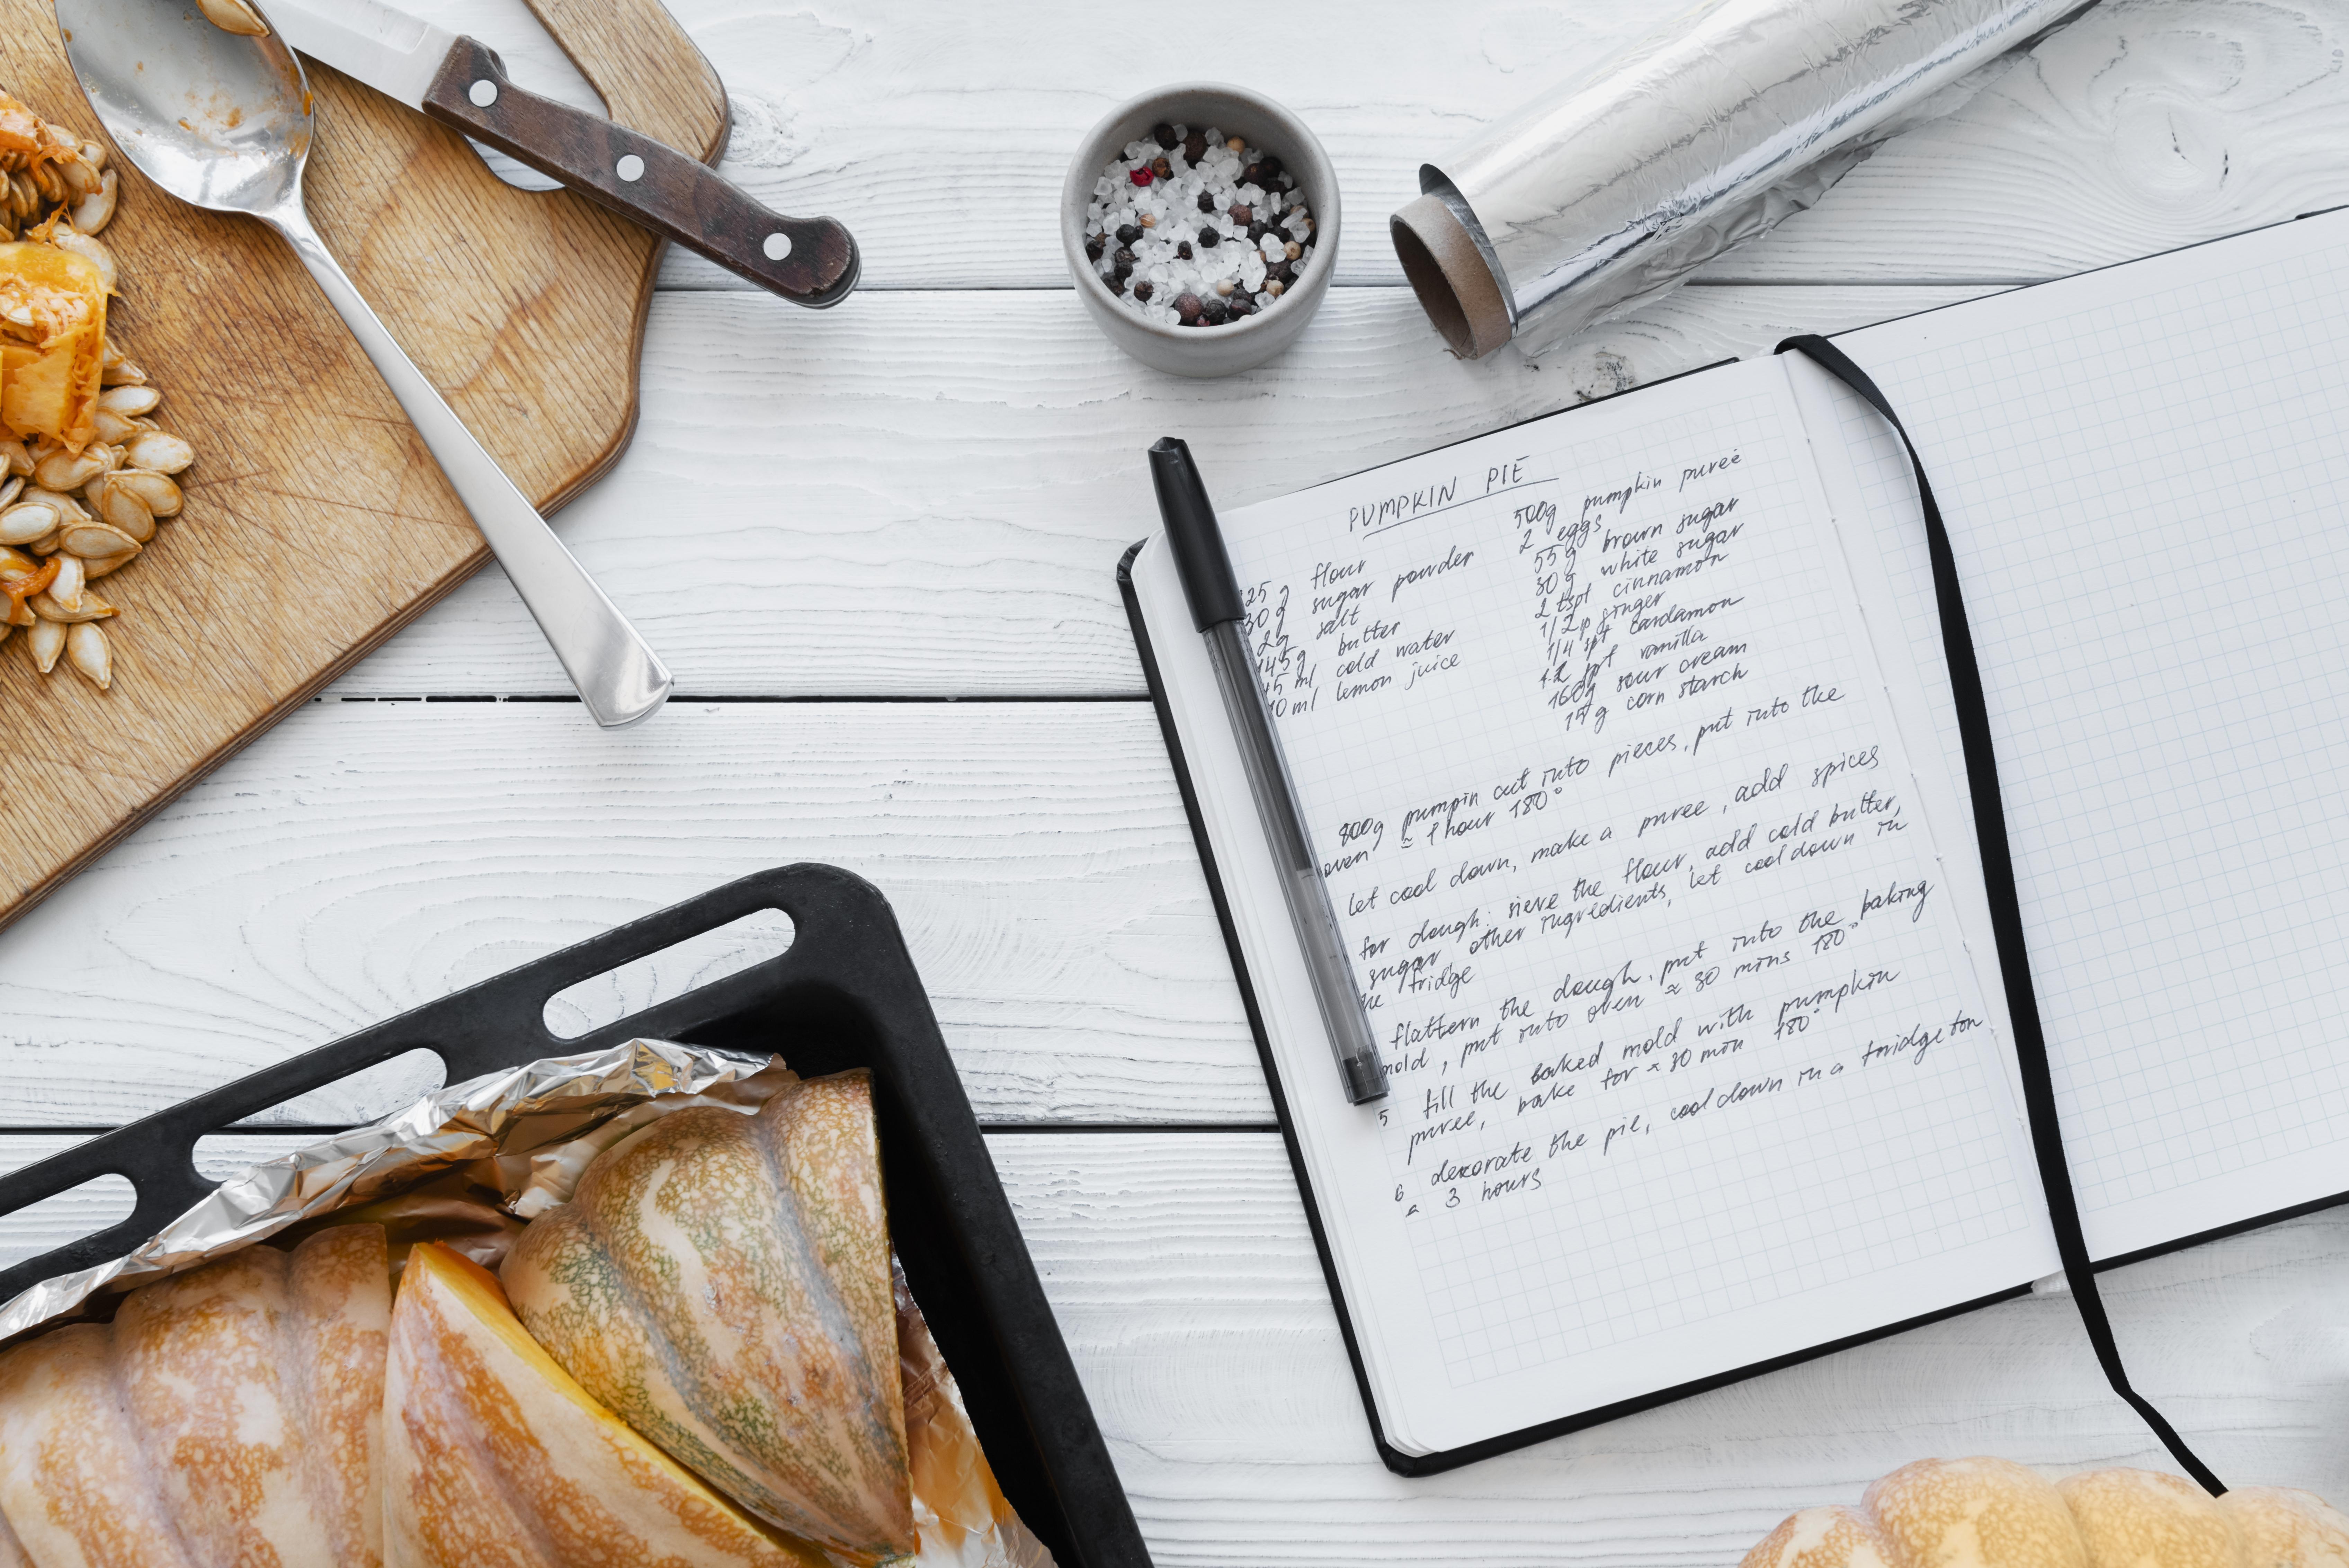 PUMPKIN PIE
25 g flour
30 g sugar powder
2g salt
145 g butter
45 ml cold water
10 ml lemon juice
500g pumpkin pureé
2 eggs
55 g brown sugar
30 g white sugar
2 tspt cinnamon
1/2 p ginger
1/4 spt cardamon
spt vanilla
160g sour cream
15 g corn starch
800g pumpin cut into pieces, put into the
oven ≈ 1 hour 180°
let cool down, make a puree, add spices
for dough: sieve the flour, add cold butter,
sugar, other ingredients, let cool down in
he fridge
flattern the dough, put into the baking
mold, put into oven ≈ 30 mins 180°
5 fill the baked mold with pumpkin
puree, bake for ≈ 30 min 180°
6 decorate the pie, cool down in a fridge for
a 3 hours